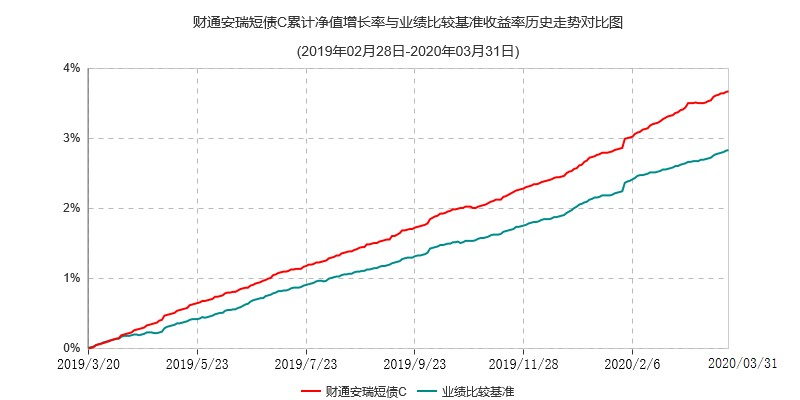 财通安瑞短债C累计净值增长率与业绩比较基准收益率历史走势对比图
(2019年02月28日-2020年03月31日)
4%
3%
2%
1%
0%
2019/3/20 2019/5/23 2019/7/23 2019/9/23 2019/11/28 2020/2/6 2020/03/31
财通安瑞短债C 业绩比较基准